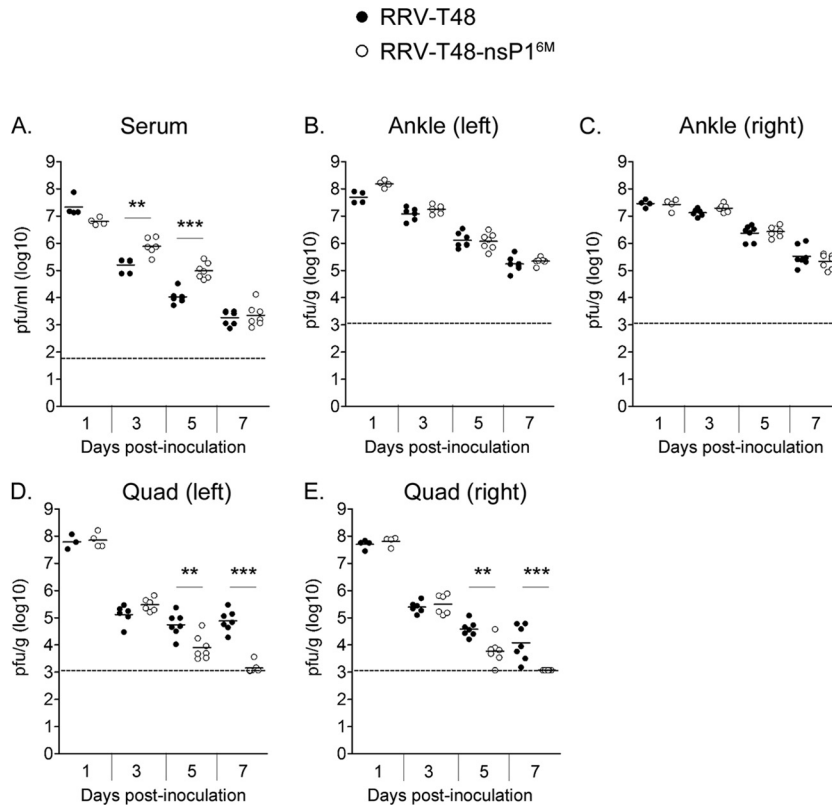 RRV-T48
RRV-T48-nsP1⁶ᴹ
A. Serum
pfu/ml (log10)
9
8
7
6
5
4
3
2
1
0
** ***
1 3 5 7
Days post-inoculation
B. Ankle (left)
pfu/g (log10)
9
8
7
6
5
4
3
2
1
0
1 3 5 7
Days post-inoculation
C. Ankle (right)
pfu/g (log10)
9
8
7
6
5
4
3
2
1
0
1 3 5 7
Days post-inoculation
D. Quad (left)
pfu/g (log10)
9
8
7
6
5
4
3
2
1
0
** ***
1 3 5 7
Days post-inoculation
E. Quad (right)
pfu/g (log10)
9
8
7
6
5
4
3
2
1
0
** ***
1 3 5 7
Days post-inoculation